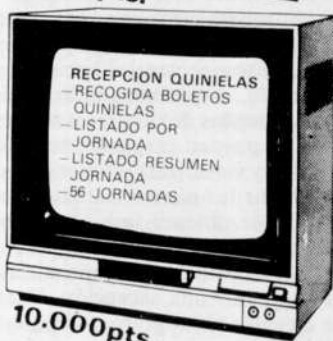 RECEPCION QUINIELAS
—RECOGIDA BOLETOS
QUINIELAS
—LISTADO POR
JORNADA
—LISTADO RESUMEN
JORNADA
—56 JORNADAS
10.000pts